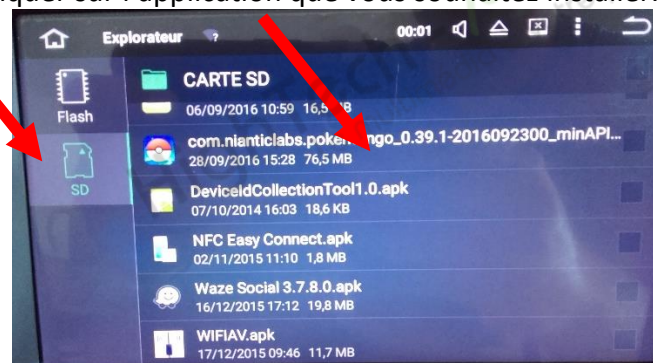 Explorateur
00:01
CARTE SD
Flash
06/09/2016 10:59 16,5 MB
com.nianticlabs.pokemongo_0.39.1-2016092300_minAPI...
28/09/2016 15:28 76,5 MB
SD
DeviceIdCollectionTool1.0.apk
07/10/2014 16:03 18,6 KB
NFC Easy Connect.apk
02/11/2015 11:10 1,8 MB
Waze Social 3.7.8.0.apk
16/12/2015 17:12 19,8 MB
WIFIAV.apk
17/12/2015 09:46 11,7 MB